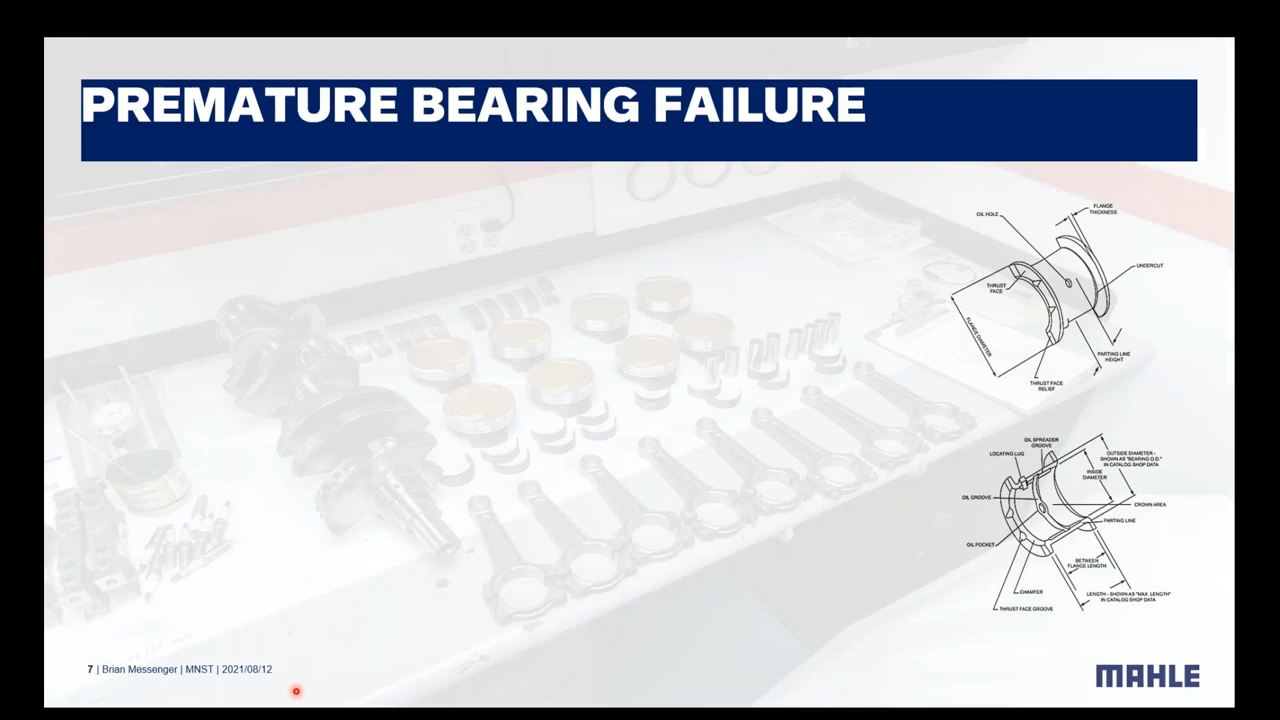 PREMATURE BEARING FAILURE
FLANGE
THICKNESS
OIL HOLE
UNDERCUT
THRUST
FACE
FLANGE DIAMETER
PARTING LINE
HEIGHT
THRUST FACE
RELIEF
OIL SPREADER
GROOVE
LOCATING LUG
OUTSIDE DIAMETER -
SHOWN AS "BEARING O.D."
IN CATALOG SHOP DATA
INSIDE
DIAMETER
OIL GROOVE
CROWN AREA
PARTING LINE
OIL POCKET
BETWEEN
FLANGE LENGTH
CHAMFER
LENGTH - SHOWN AS "MAX. LENGTH"
IN CATALOG SHOP DATA
THRUST FACE GROOVE
7 | Brian Messenger | MNST | 2021/08/12
MAHLE